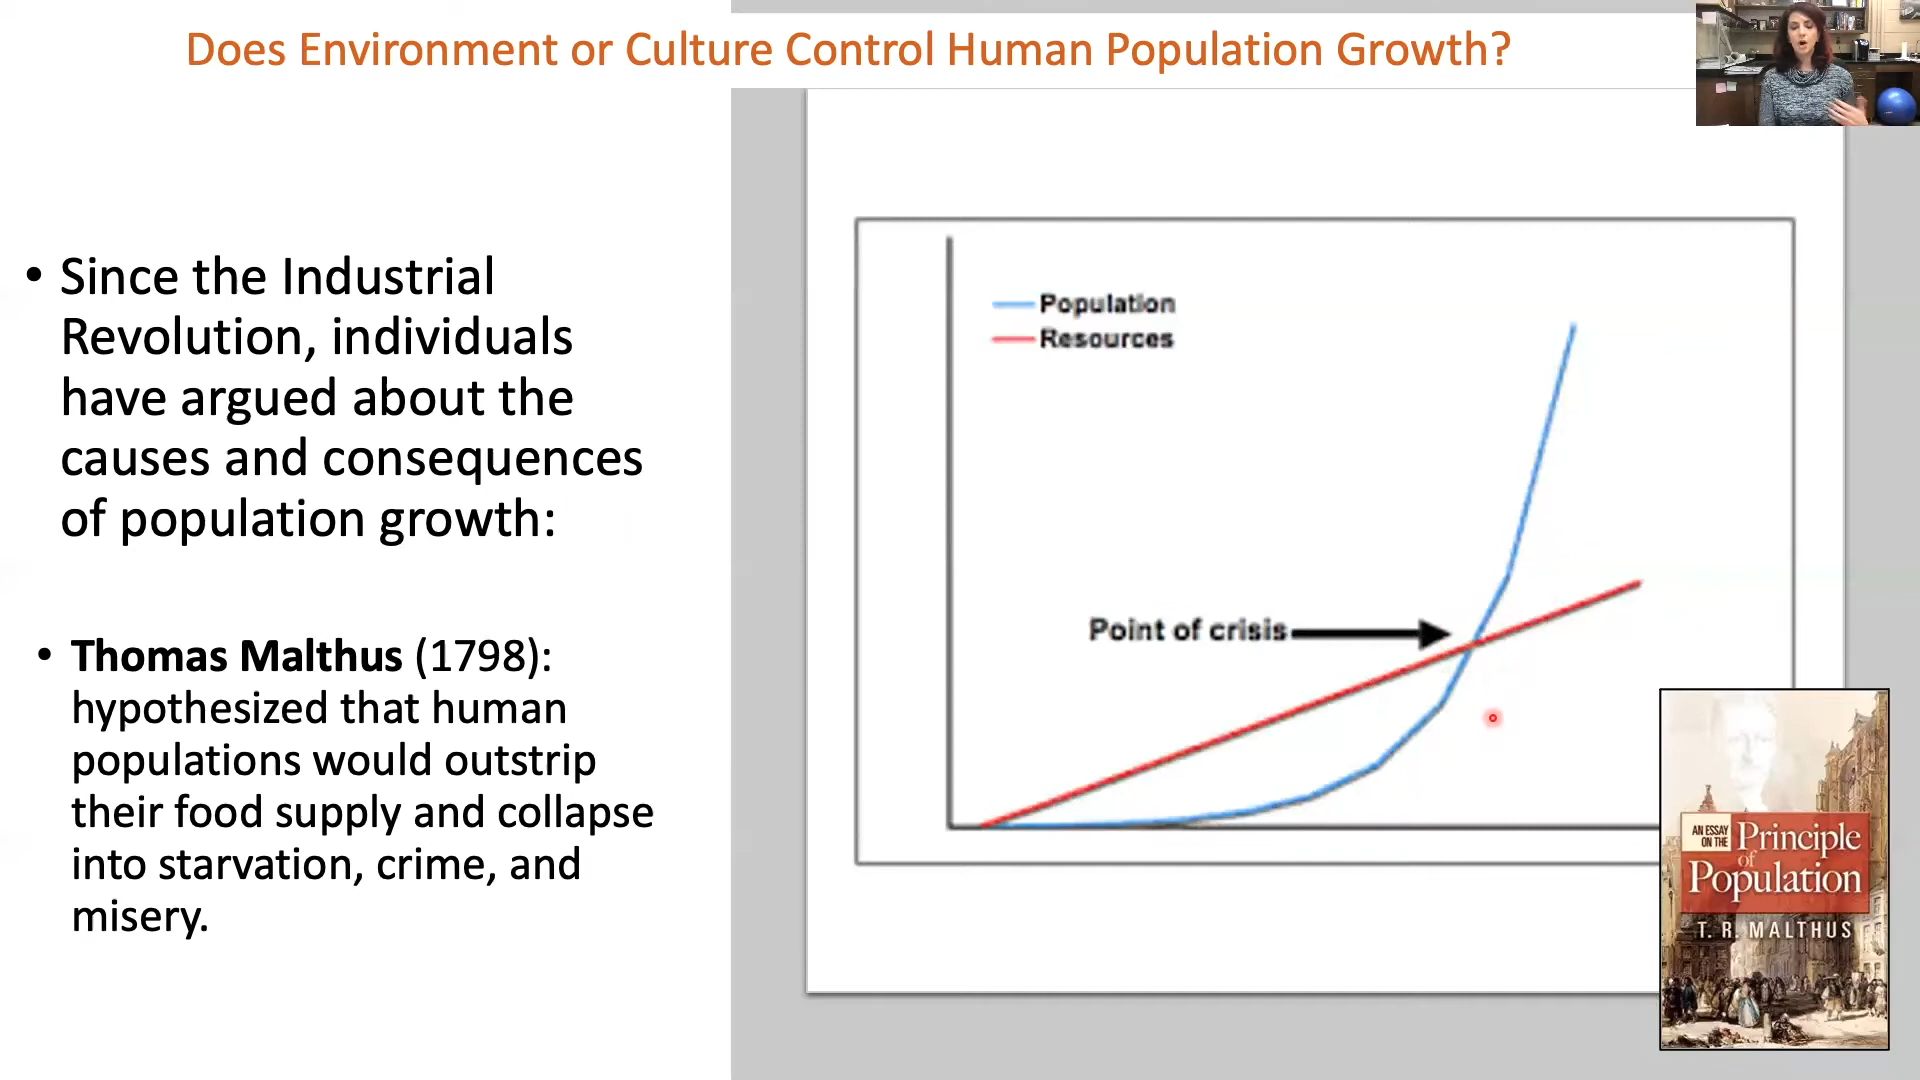 Does Environment or Culture Control Human Population Growth?
• Since the Industrial
Revolution, individuals
have argued about the
causes and consequences
of population growth:
• Thomas Malthus (1798):
hypothesized that human
populations would outstrip
their food supply and collapse
into starvation, crime, and
misery.
Population
Resources
Point of crisis
AN ESSAY
ON THE
Principle
of
Population
T. R. MALTHUS